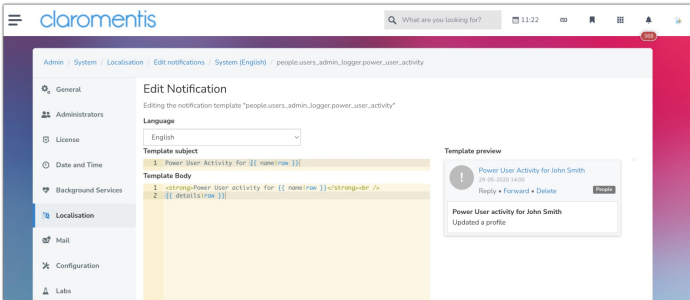 claromentis
What are you looking for?
11:22
308
Admin / System / Localisation / Edit notifications / System (English) / people.users_admin_logger.power_user_activity
General
Administrators
License
Date and Time
Background Services
Localisation
Mail
Configuration
Labs
Edit Notification
Editing the notification template "people.users_admin_logger.power_user_activity"
Language
English
Template subject
1 Power User Activity for {{ name|raw }}
Template Body
1 <strong>Power User activity for {{ name|raw }}</strong><br />
2 {{ details|raw }}
Template preview
Power User Activity for John Smith
29-05-2020 14:00
Reply • Forward • Delete
People
Power User activity for John Smith
Updated a profile